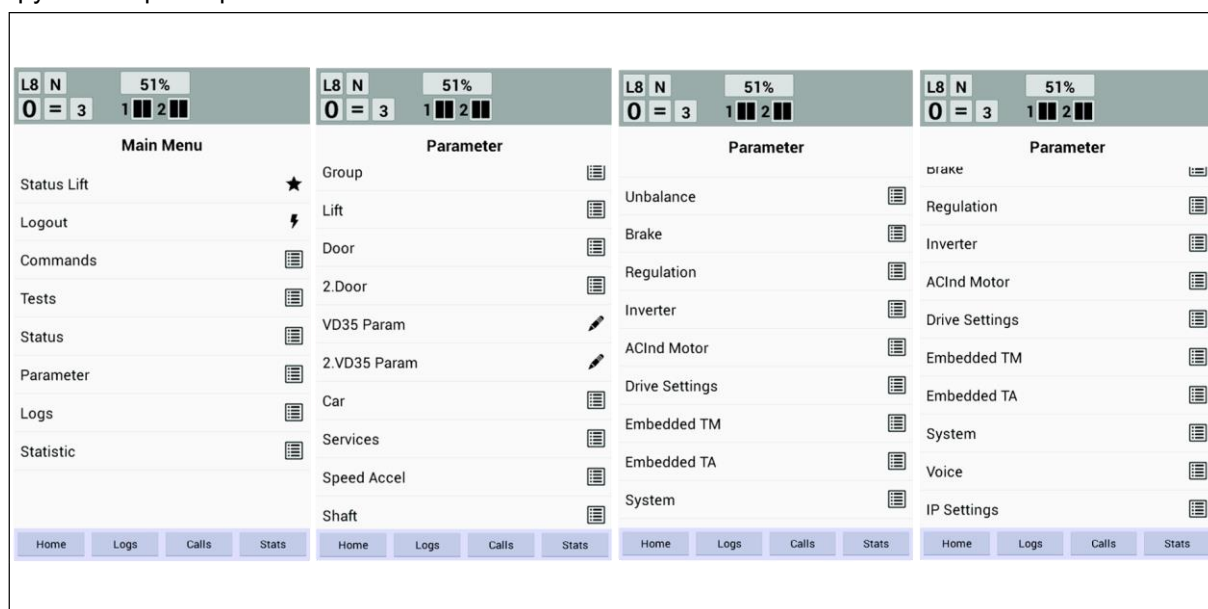 L8 N 51%
0 = 3 1 2
Main Menu
Status Lift
Logout
Commands
Tests
Status
Parameter
Logs
Statistic
Home Logs Calls Stats
L8 N 51%
0 = 3 1 2
Parameter
Group
Lift
Door
2.Door
VD35 Param
2.VD35 Param
Car
Services
Speed Accel
Shaft
Home Logs Calls Stats
L8 N 51%
0 = 3 1 2
Parameter
Unbalance
Brake
Regulation
Inverter
ACInd Motor
Drive Settings
Embedded TM
Embedded TA
System
Home Logs Calls Stats
L8 N 51%
0 = 3 1 2
Parameter
Brake
Regulation
Inverter
ACInd Motor
Drive Settings
Embedded TM
Embedded TA
System
Voice
IP Settings
Home Logs Calls Stats